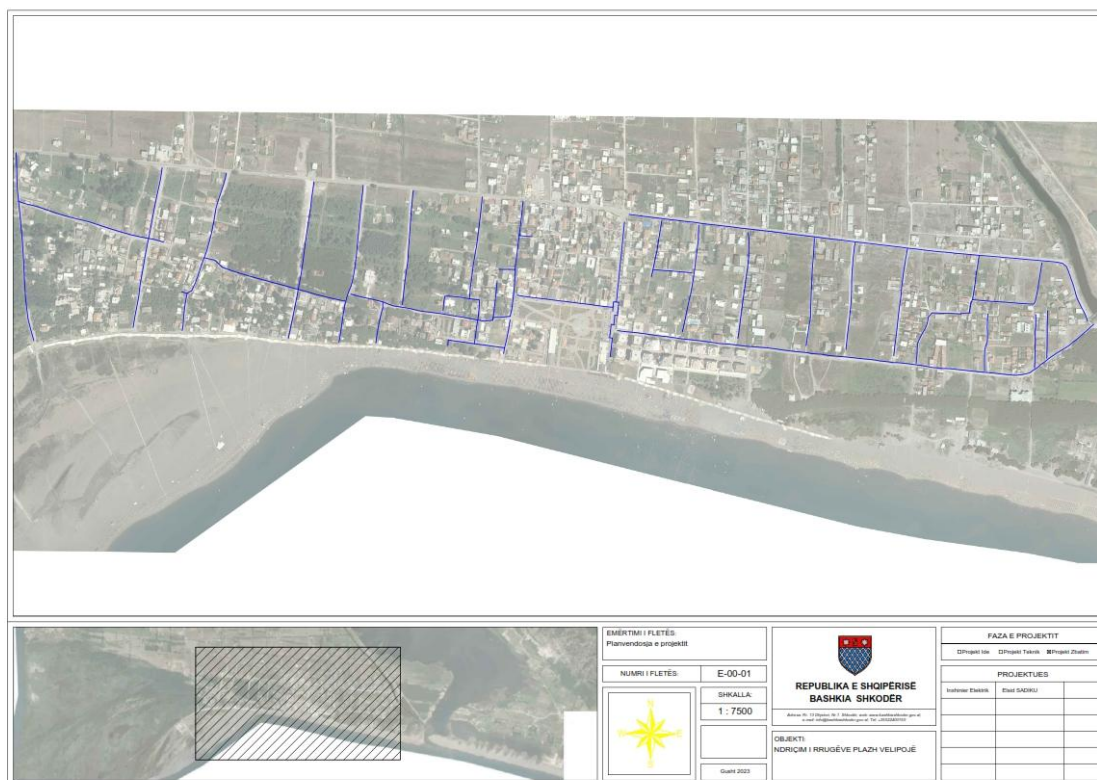 EMËRTIMI I FLETËS:
Planvendosja e projektit
NUMRI I FLETËS:
E-00-01
SHKALLA:
1 : 7500
Gusht 2023
REPUBLIKA E SHQIPËRISË
BASHKIA SHKODËR
OBJEKTI:
NDRIÇIM I RRUGËVE PLAZH VELIPOJË
FAZA E PROJEKTIT
Projekt Ide Projekt Teknik Projekt Zbatim
PROJEKTUES
Inxhinier Elektrik
SADIKU